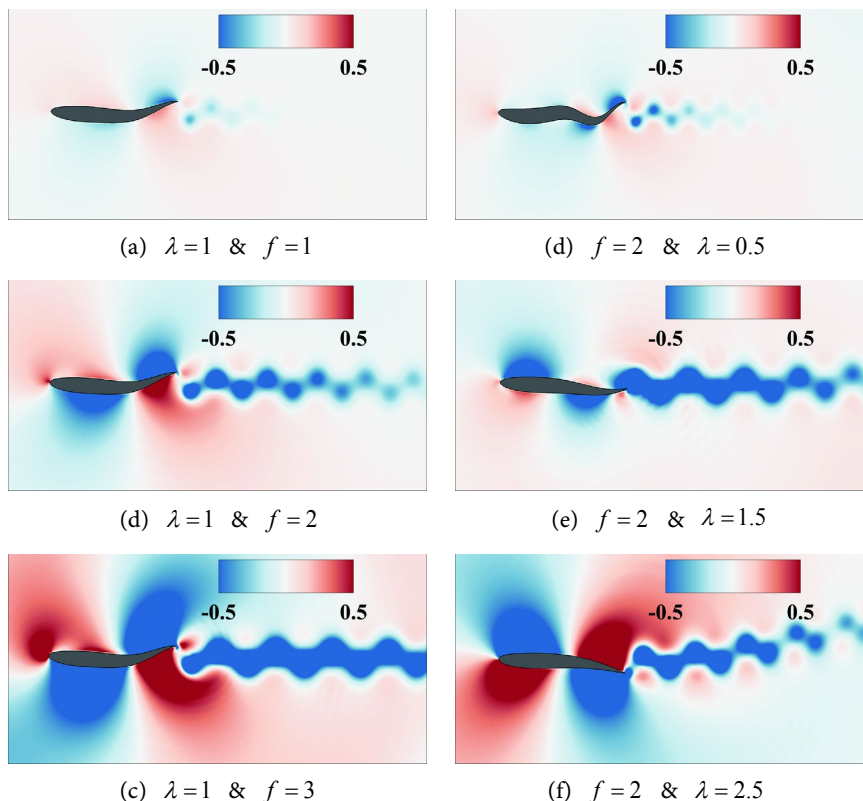 -0.5 0.5
-0.5 0.5
(a) λ = 1 & f = 1
(d) f = 2 & λ = 0.5
-0.5 0.5
-0.5 0.5
(d) λ = 1 & f = 2
(e) f = 2 & λ = 1.5
-0.5 0.5
-0.5 0.5
(c) λ = 1 & f = 3
(f) f = 2 & λ = 2.5